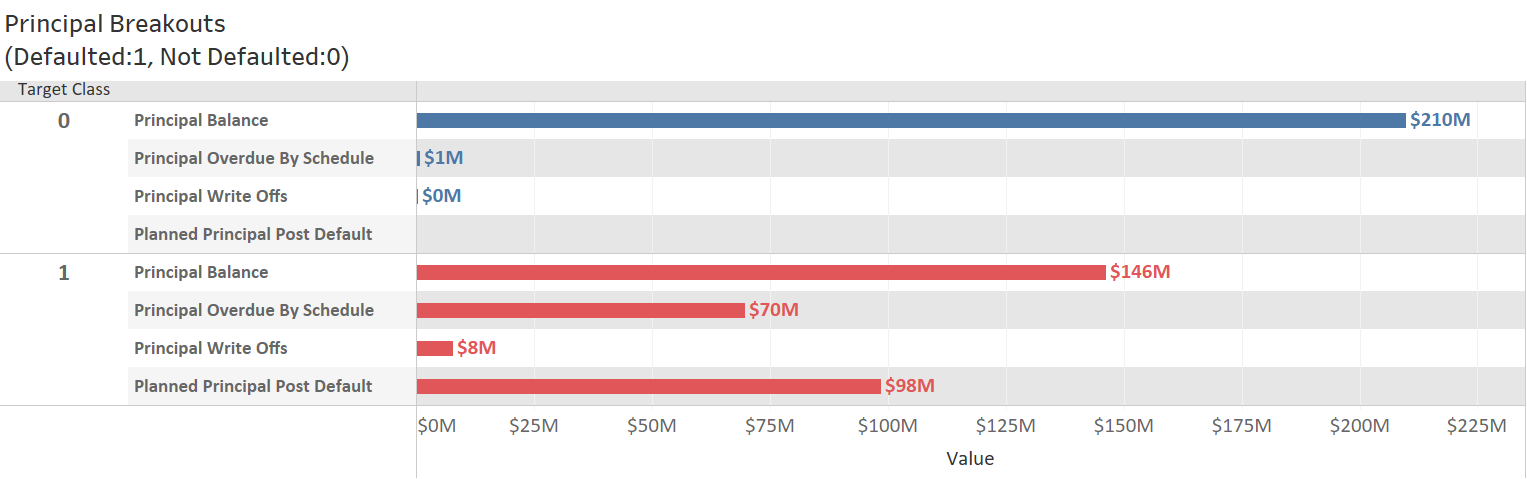 Principal Breakouts
(Defaulted:1, Not Defaulted:0)
Target Class
0
Principal Balance
$210M
Principal Overdue By Schedule
$1M
Principal Write Offs
$0M
Planned Principal Post Default
1
Principal Balance
$146M
Principal Overdue By Schedule
$70M
Principal Write Offs
$8M
Planned Principal Post Default
$98M
$0M $25M $50M $75M $100M $125M $150M $175M $200M $225M
Value